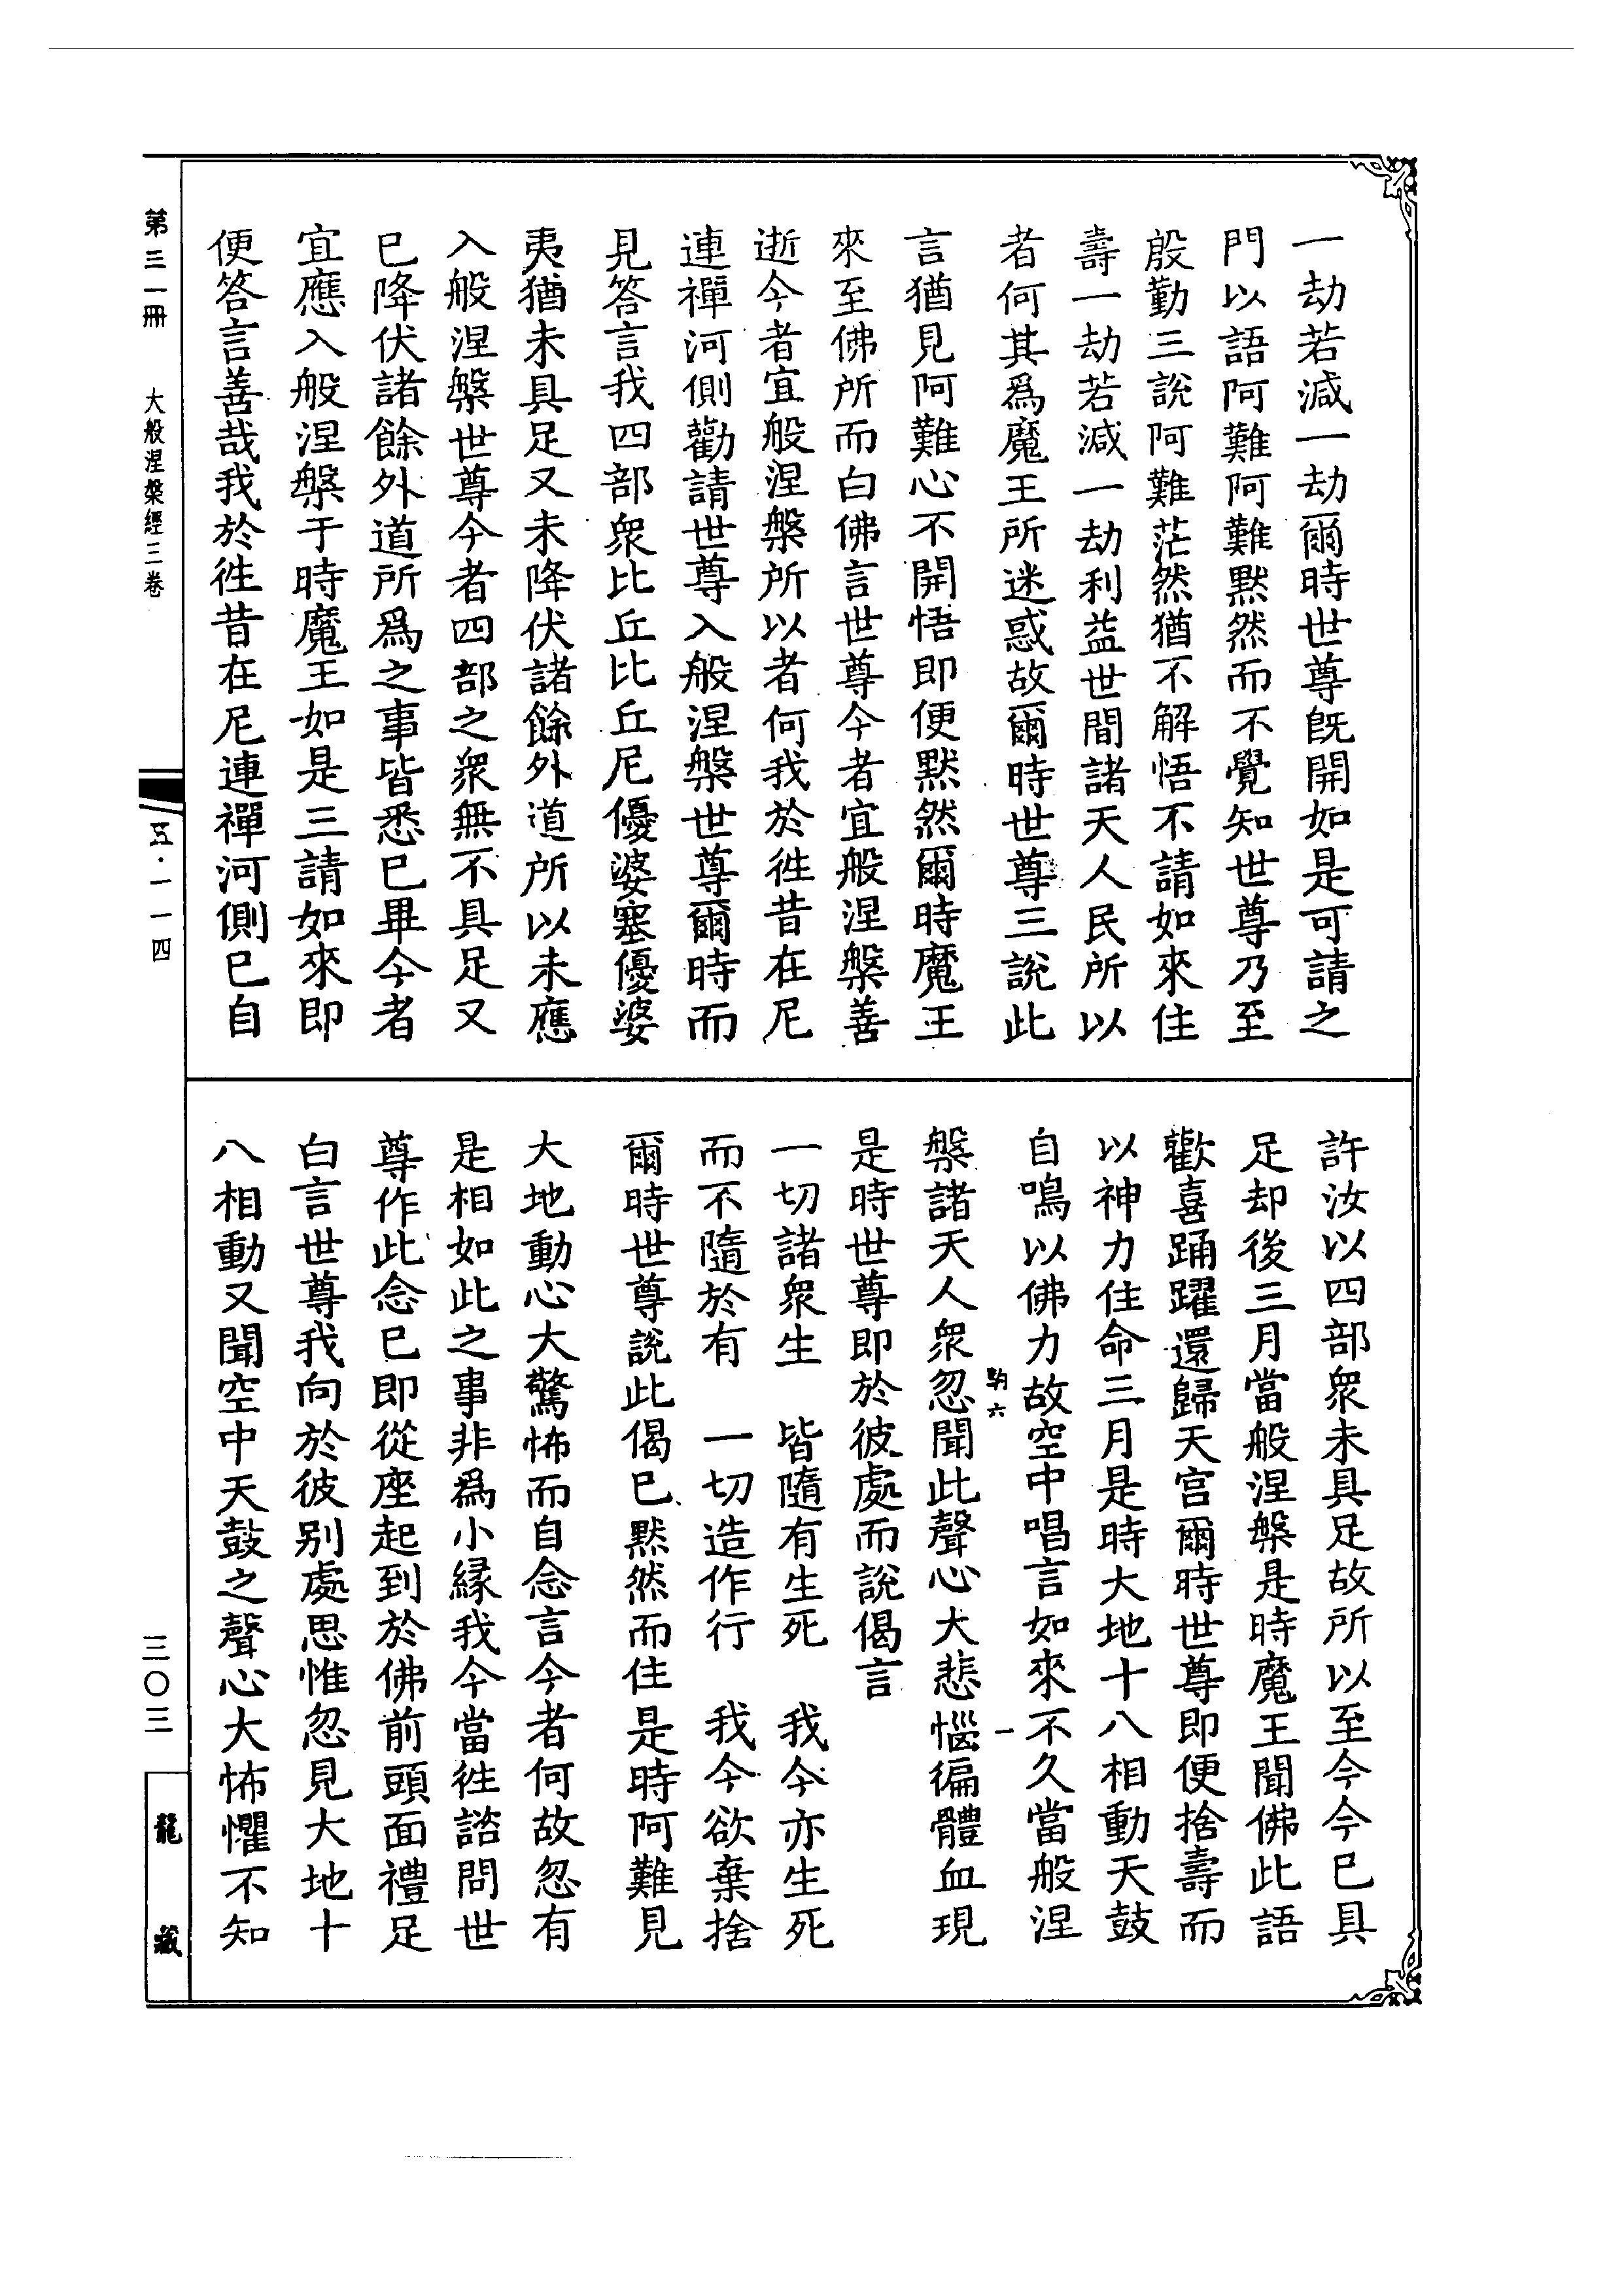 一劫若減一劫爾時世尊既開如是可請之
門以語阿難阿難默然而不覺知世尊乃至
殷勤三說阿難茫然猶不解悟不請如來住
壽一劫若減一劫利益世間諸天人民所以
者何其爲魔王所迷惑故爾時世尊三說此
言猶見阿難心不開悟即便默然爾時魔王
來至佛所而白佛言世尊今者宜般涅槃善
逝今者宜般涅槃所以者何我於往昔在尼
連禪河側勸請世尊入般涅槃世尊爾時而
見答言我四部衆比丘比丘尼優婆塞優婆
夷猶未具足又未降伏諸餘外道所以未應
入般涅槃世尊今者四部之衆無不具足又
已降伏諸餘外道所爲之事皆悉已畢今者
宜應入般涅槃于時魔王如是三請如來即
便答言善哉我於徃昔在尼連禪河側已自
許汝以四部衆未具足故所以至今今已具
足却後三月當般涅槃是時魔王聞佛此語
歡喜踊躍還歸天宮爾時世尊即便捨壽而
以神力住命三月是時大地十八相動天鼓
自鳴以佛力故空中唱言如來不久當般涅
駒六 一
槃諸天人衆忽聞此聲心大悲惱徧體血現
是時世尊即於彼處而說偈言
一切諸衆生 皆隨有生死 我今亦生死
而不隨於有 一切造作行 我今欲棄捨
爾時世尊說此偈已默然而住是時阿難見
大地動心大驚怖而自念言今者何故忽有
是相如此之事非爲小緣我今當徃諮問世
尊作此念已即從座起到於佛前頭面禮足
白言世尊我向於彼別處思惟忽見大地十
八相動又聞空中天鼓之聲心大怖懼不知
第三一冊 大般涅槃經三卷
五·一一四
三〇三
龍藏